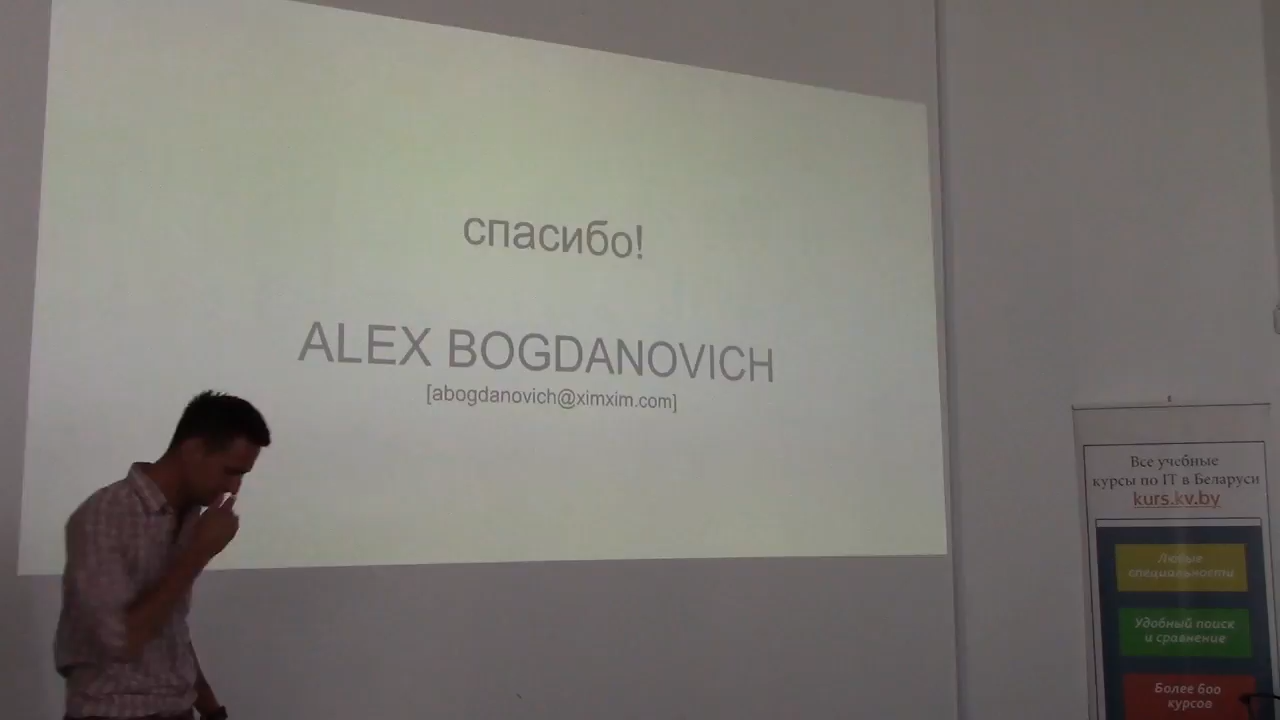 спасибо!
ALEX BOGDANOVICH
[abogdanovich@ximxim.com]
Все учебные
курсы по IT в Беларуси
kurs.kv.by
Любые
специальности
Удобный поиск
и сравнение
Более 600
курсов